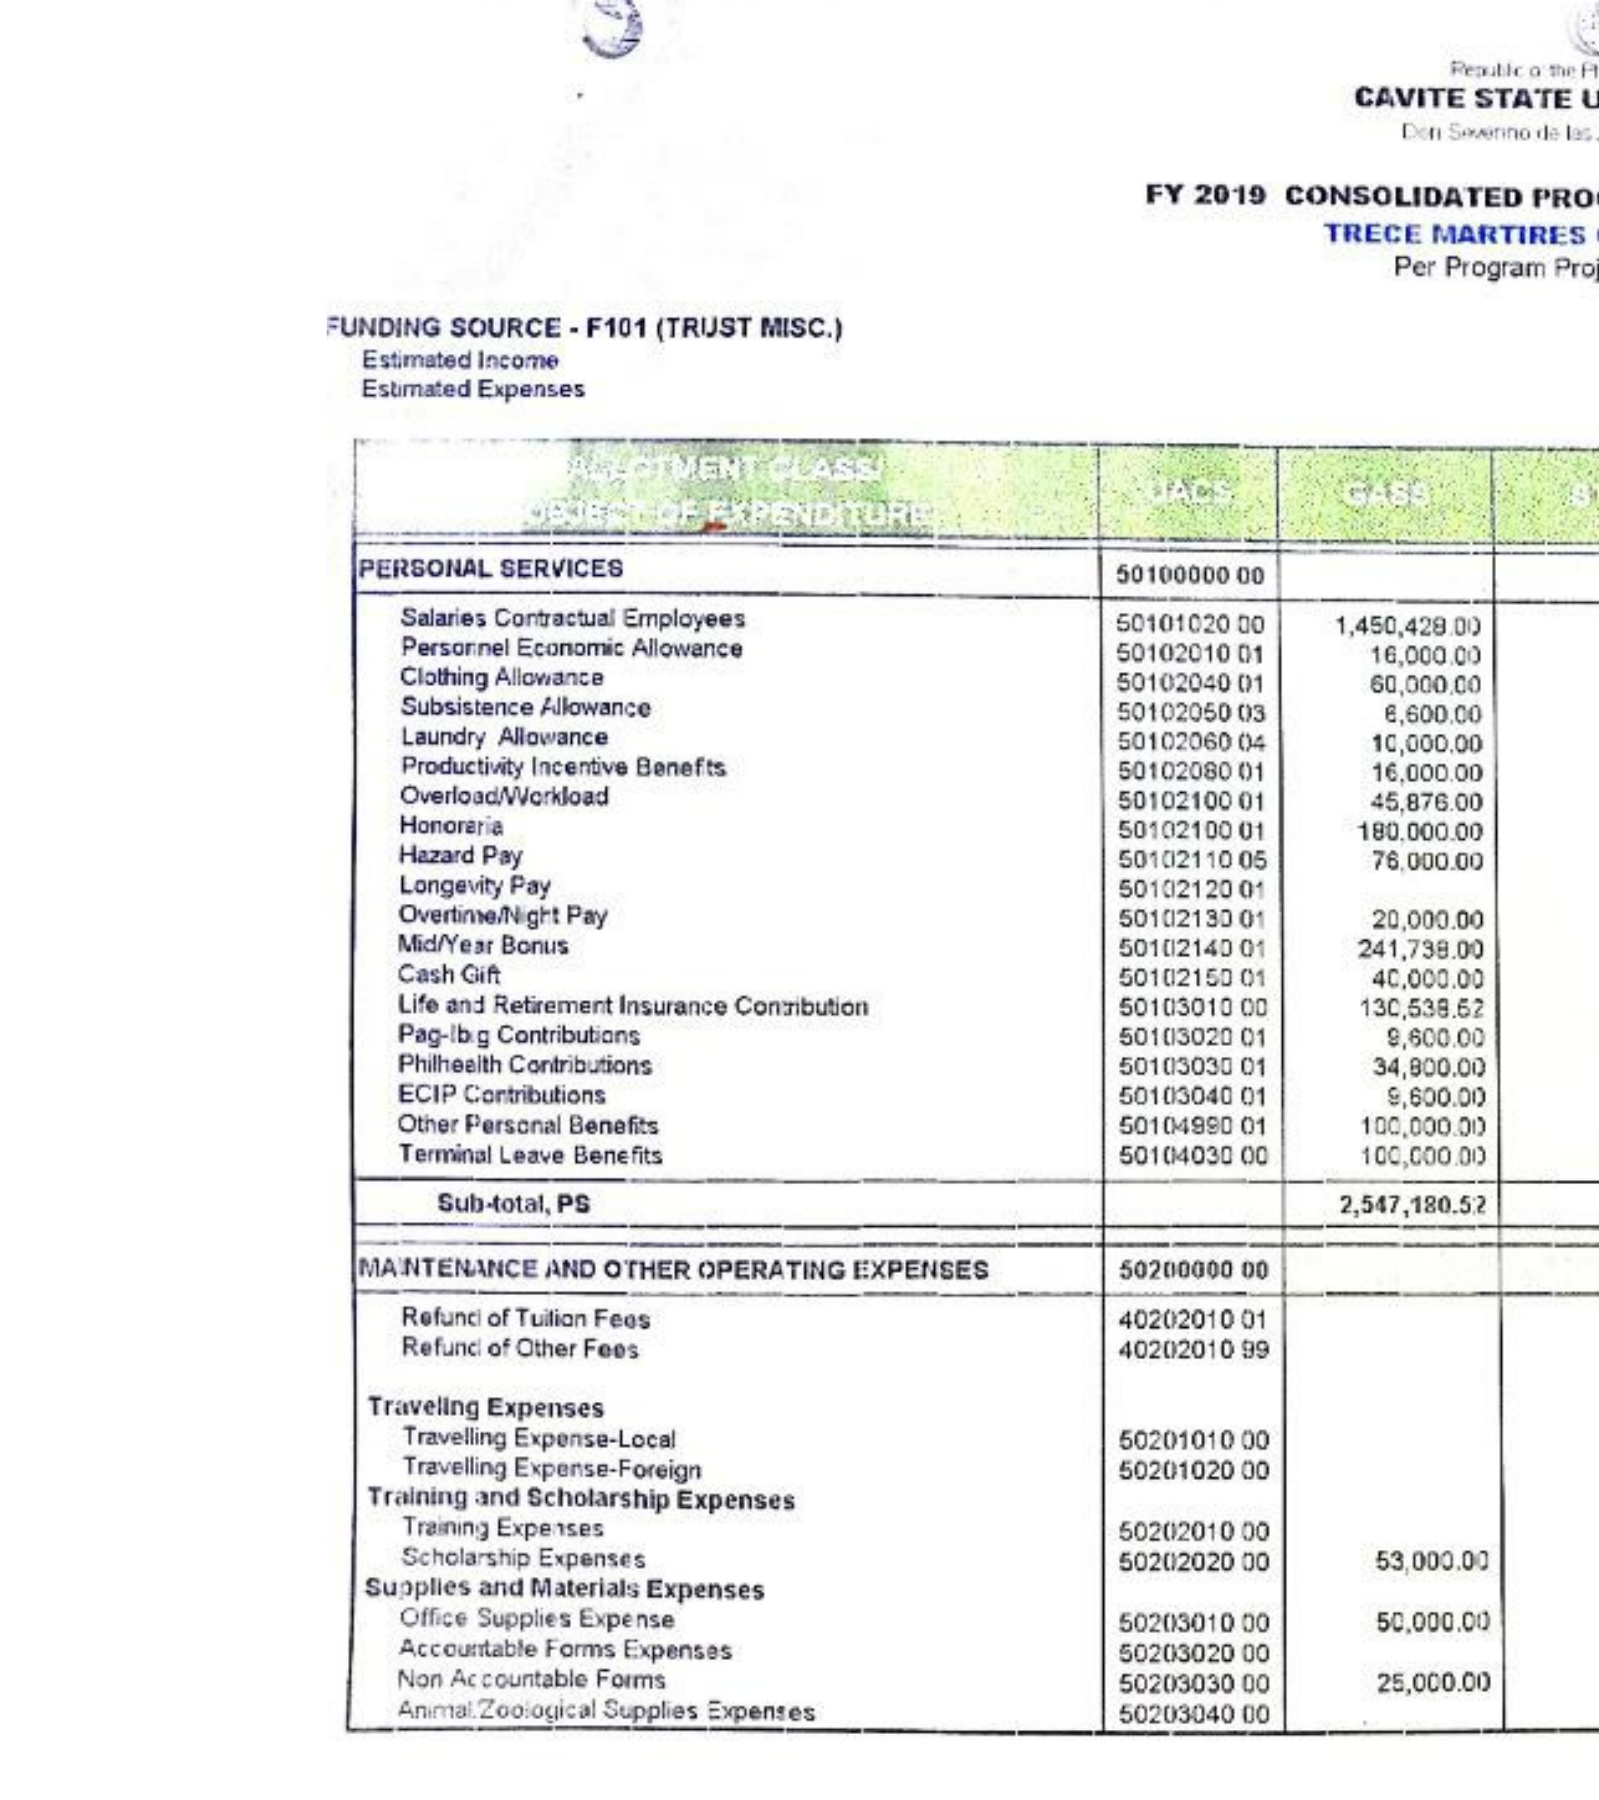 Republic of the
CAVITE STATE U
Don Severino de las
FY 2019 CONSOLIDATED PRO
TRECE MARTIRES
Per Program Proj
FUNDING SOURCE - F101 (TRUST MISC.)
Estimated Income
Estimated Expenses
ALLOTMENT CLASS/
OBJECT OF EXPENDITURE UACS GASS
PERSONAL SERVICES 50100000 00
Salaries Contractual Employees 50101020 00 1,450,428.00
Personnel Economic Allowance 50102010 01 16,000.00
Clothing Allowance 50102040 01 60,000.00
Subsistence Allowance 50102050 03 6,600.00
Laundry Allowance 50102060 04 10,000.00
Productivity Incentive Benefits 50102080 01 16,000.00
Overload/Workload 50102100 01 45,876.00
Honoraria 50102100 01 180,000.00
Hazard Pay 50102110 05 76,000.00
Longevity Pay 50102120 01
Overtime/Night Pay 50102130 01 20,000.00
Mid/Year Bonus 50102140 01 241,738.00
Cash Gift 50102150 01 40,000.00
Life and Retirement Insurance Contribution 50103010 00 130,538.52
Pag-Ibig Contributions 50103020 01 9,600.00
Philhealth Contributions 50103030 01 34,800.00
ECIP Contributions 50103040 01 9,600.00
Other Personal Benefits 50104990 01 100,000.00
Terminal Leave Benefits 50104030 00 100,000.00
Sub-total, PS 2,547,180.52
MAINTENANCE AND OTHER OPERATING EXPENSES 50200000 00
Refund of Tuition Fees 40202010 01
Refund of Other Fees 40202010 99
Traveling Expenses
Travelling Expense-Local 50201010 00
Travelling Expense-Foreign 50201020 00
Training and Scholarship Expenses
Training Expenses 50202010 00
Scholarship Expenses 50202020 00 53,000.00
Supplies and Materials Expenses
Office Supplies Expense 50203010 00 50,000.00
Accountable Forms Expenses 50203020 00
Non Accountable Forms 50203030 00 25,000.00
Animal/Zoological Supplies Expenses 50203040 00